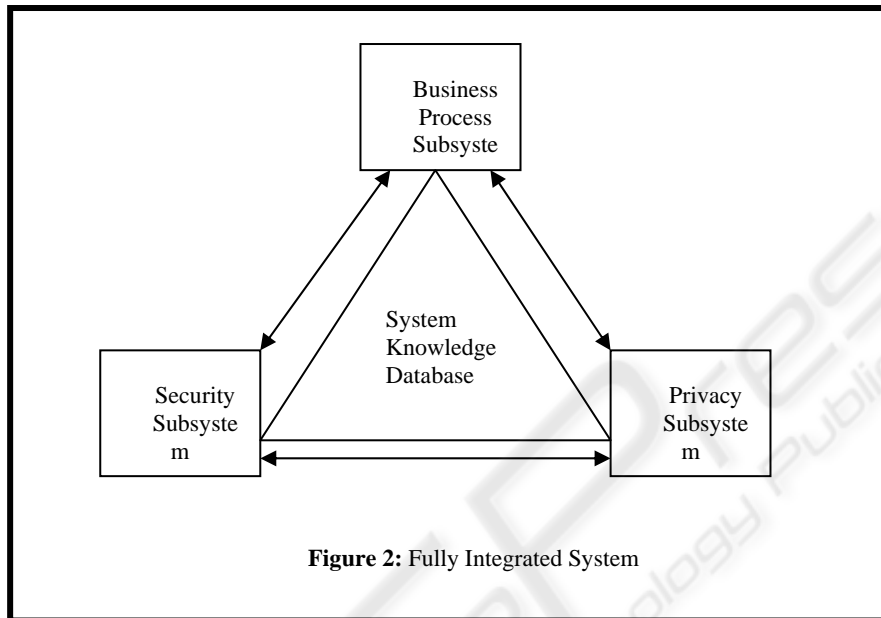 Business
Process
Subsyste
System
Knowledge
Database
Security
Subsyste
m
Privacy
Subsyste
m
Figure 2: Fully Integrated System